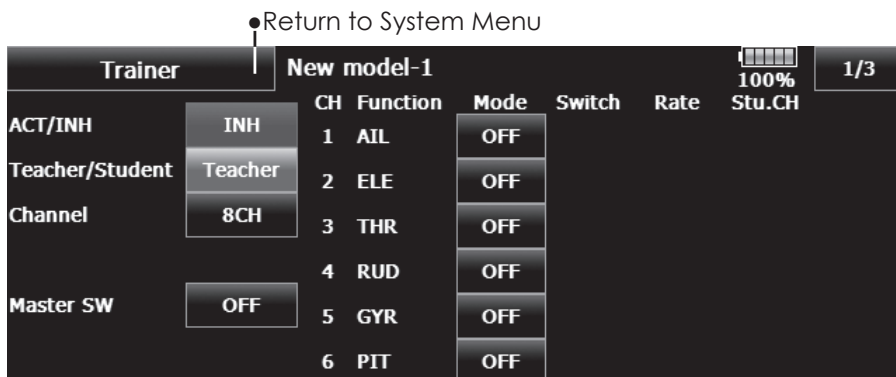 ●Return to System Menu
Trainer New model-1 100% 1/3
CH Function Mode Switch Rate Stu.CH
ACT/INH INH 1 AIL OFF
Teacher/Student Teacher 2 ELE OFF
Channel 8CH 3 THR OFF
4 RUD OFF
Master SW OFF 5 GYR OFF
6 PIT OFF